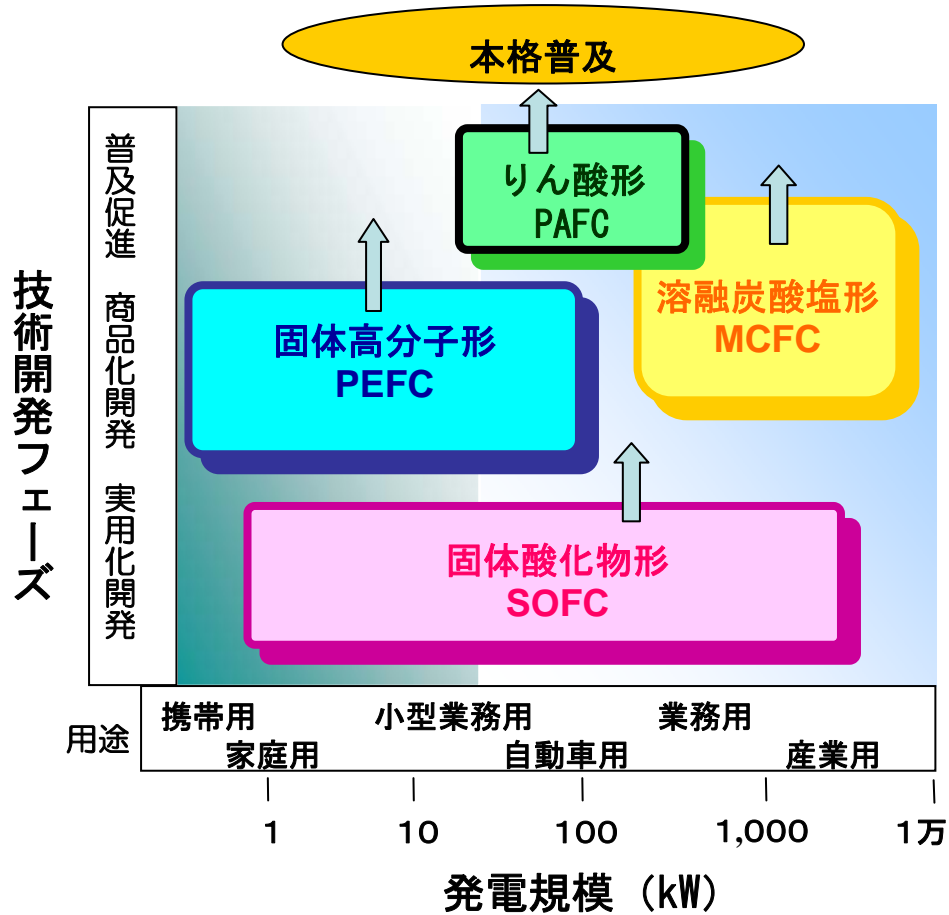 本格普及
技術開発フェーズ
普及促進
商品化開発
実用化開発
りん酸形
PAFC
溶融炭酸塩形
MCFC
固体高分子形
PEFC
固体酸化物形
SOFC
用途
携帯用
小型業務用
業務用
家庭用
自動車用
産業用
1
10
100
1,000
1万
発電規模（kW）